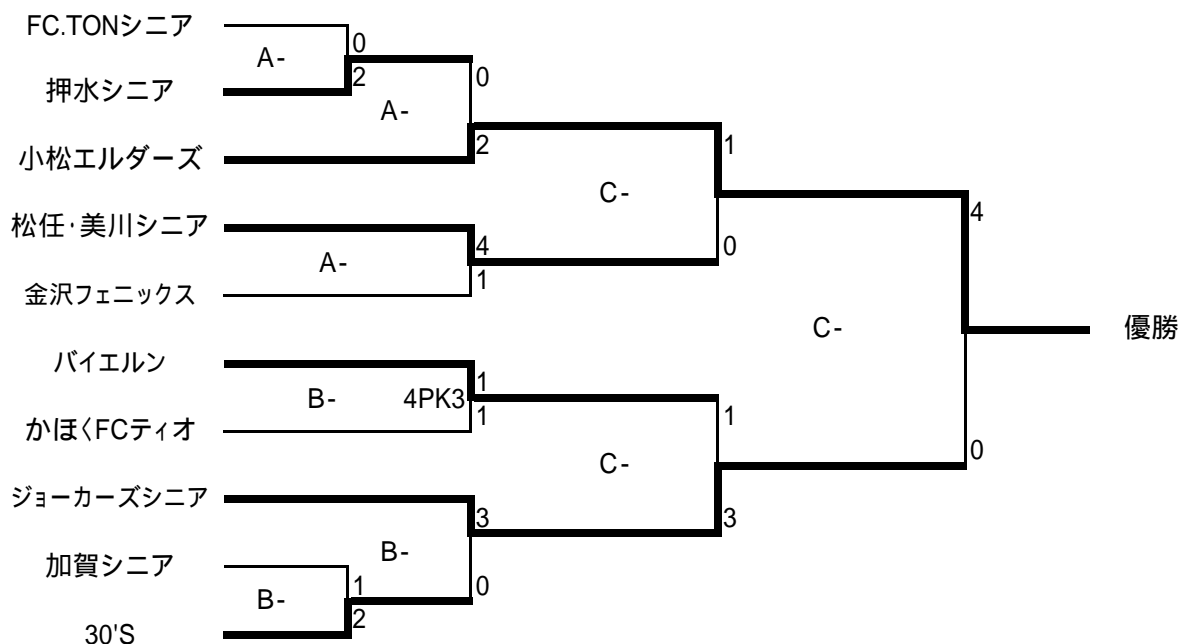 FC.TONシニア
0
A-
2
押水シニア
0
A-
2
小松エルダーズ
1
C-
松任・美川シニア
4
0
4
A-
1
金沢フェニックス
C-
優勝
バイエルン
1
B- 4PK3
1
1
かほくFCティオ
0
C-
ジョーカーズシニア
3
3
B-
加賀シニア
1
0
B-
2
30'S